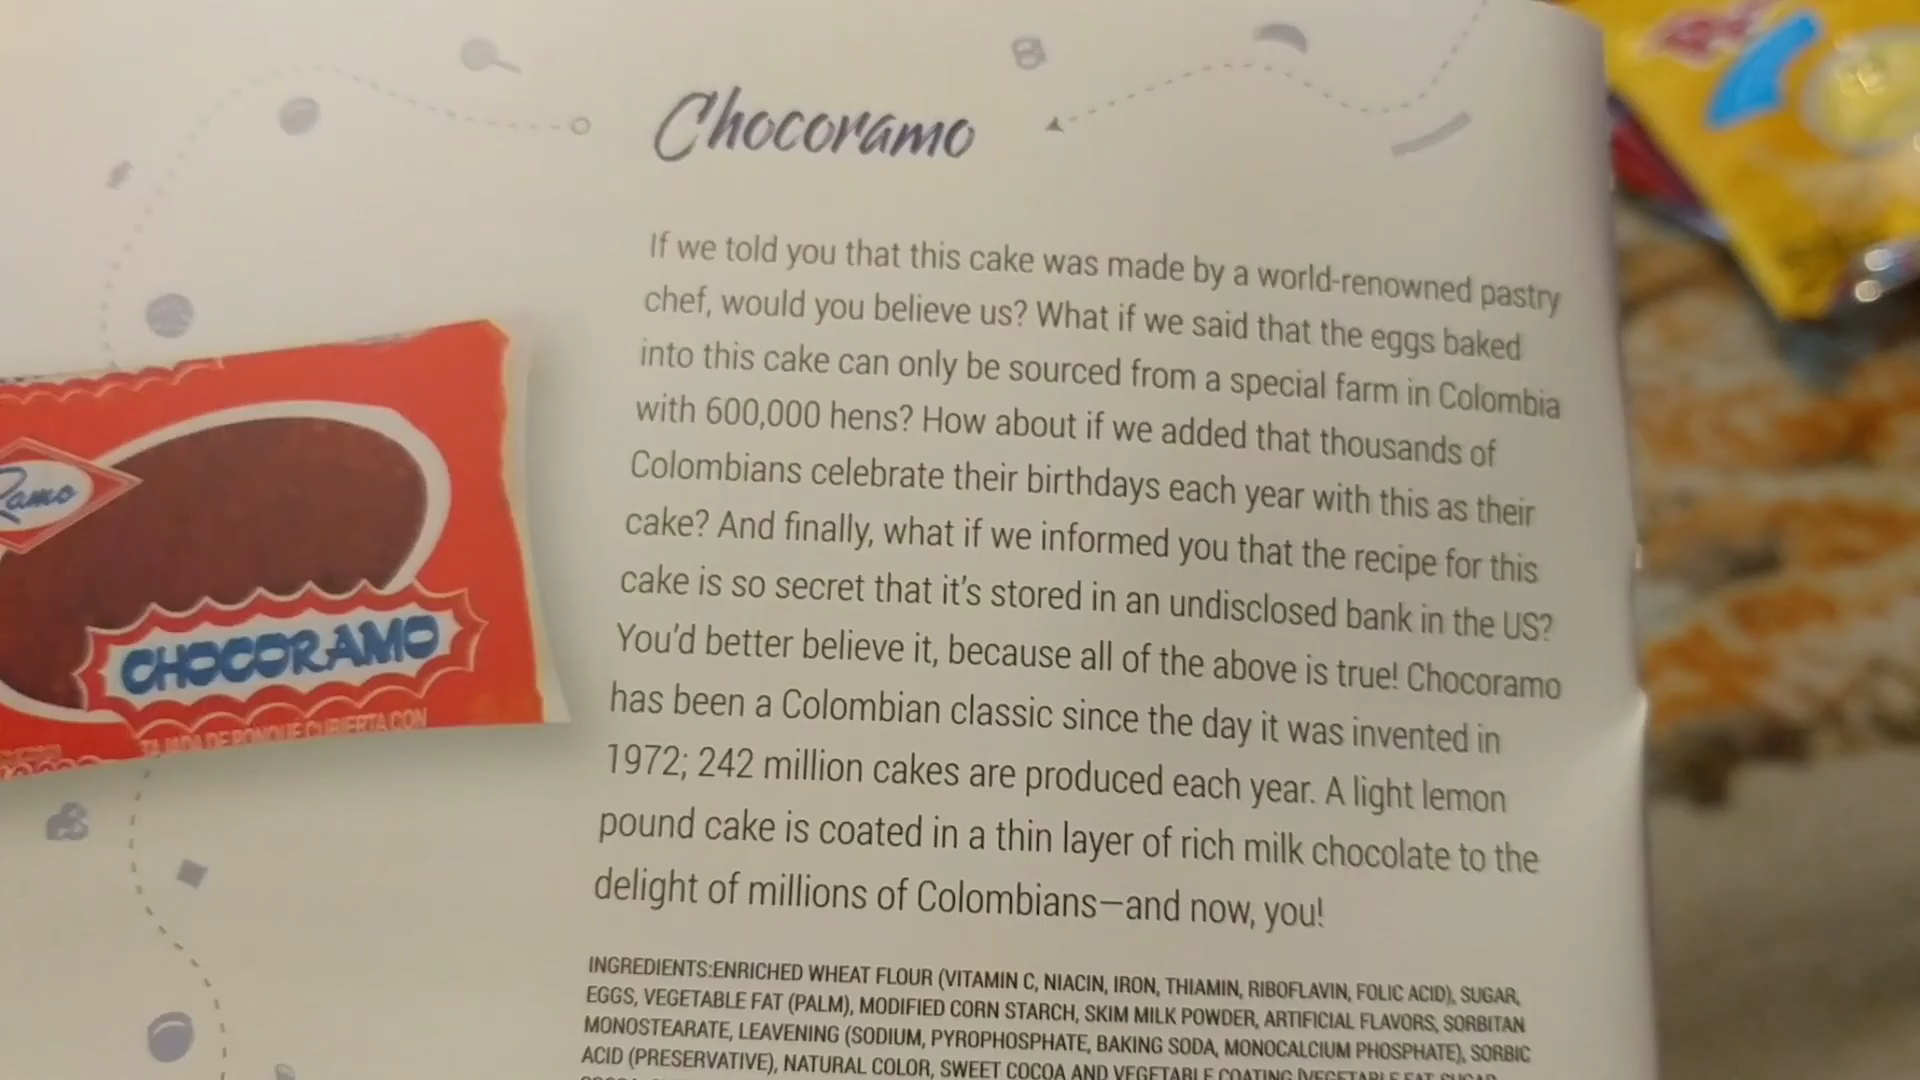 Chocoramo
If we told you that this cake was made by a world-renowned pastry
chef, would you believe us? What if we said that the eggs baked
into this cake can only be sourced from a special farm in Colombia
with 600,000 hens? How about if we added that thousands of
Colombians celebrate their birthdays each year with this as their
cake? And finally, what if we informed you that the recipe for this
cake is so secret that it's stored in an undisclosed bank in the US?
You'd better believe it, because all of the above is true! Chocoramo
has been a Colombian classic since the day it was invented in
1972; 242 million cakes are produced each year. A light lemon
pound cake is coated in a thin layer of rich milk chocolate to the
delight of millions of Colombians—and now, you!
INGREDIENTS:ENRICHED WHEAT FLOUR (VITAMIN C, NIACIN, IRON, THIAMIN, RIBOFLAVIN, FOLIC ACID), SUGAR,
EGGS, VEGETABLE FAT (PALM), MODIFIED CORN STARCH, SKIM MILK POWDER, ARTIFICIAL FLAVORS, SORBITAN
MONOSTEARATE, LEAVENING (SODIUM, PYROPHOSPHATE, BAKING SODA, MONOCALCIUM PHOSPHATE), SORBIC
ACID (PRESERVATIVE), NATURAL COLOR, SWEET COCOA AND VEGETABLE COATING (VEGETABLE FAT, SUGAR,
Ramo
CHOCORAMO
TAJADA DE PONQUÉ CUBIERTA CON